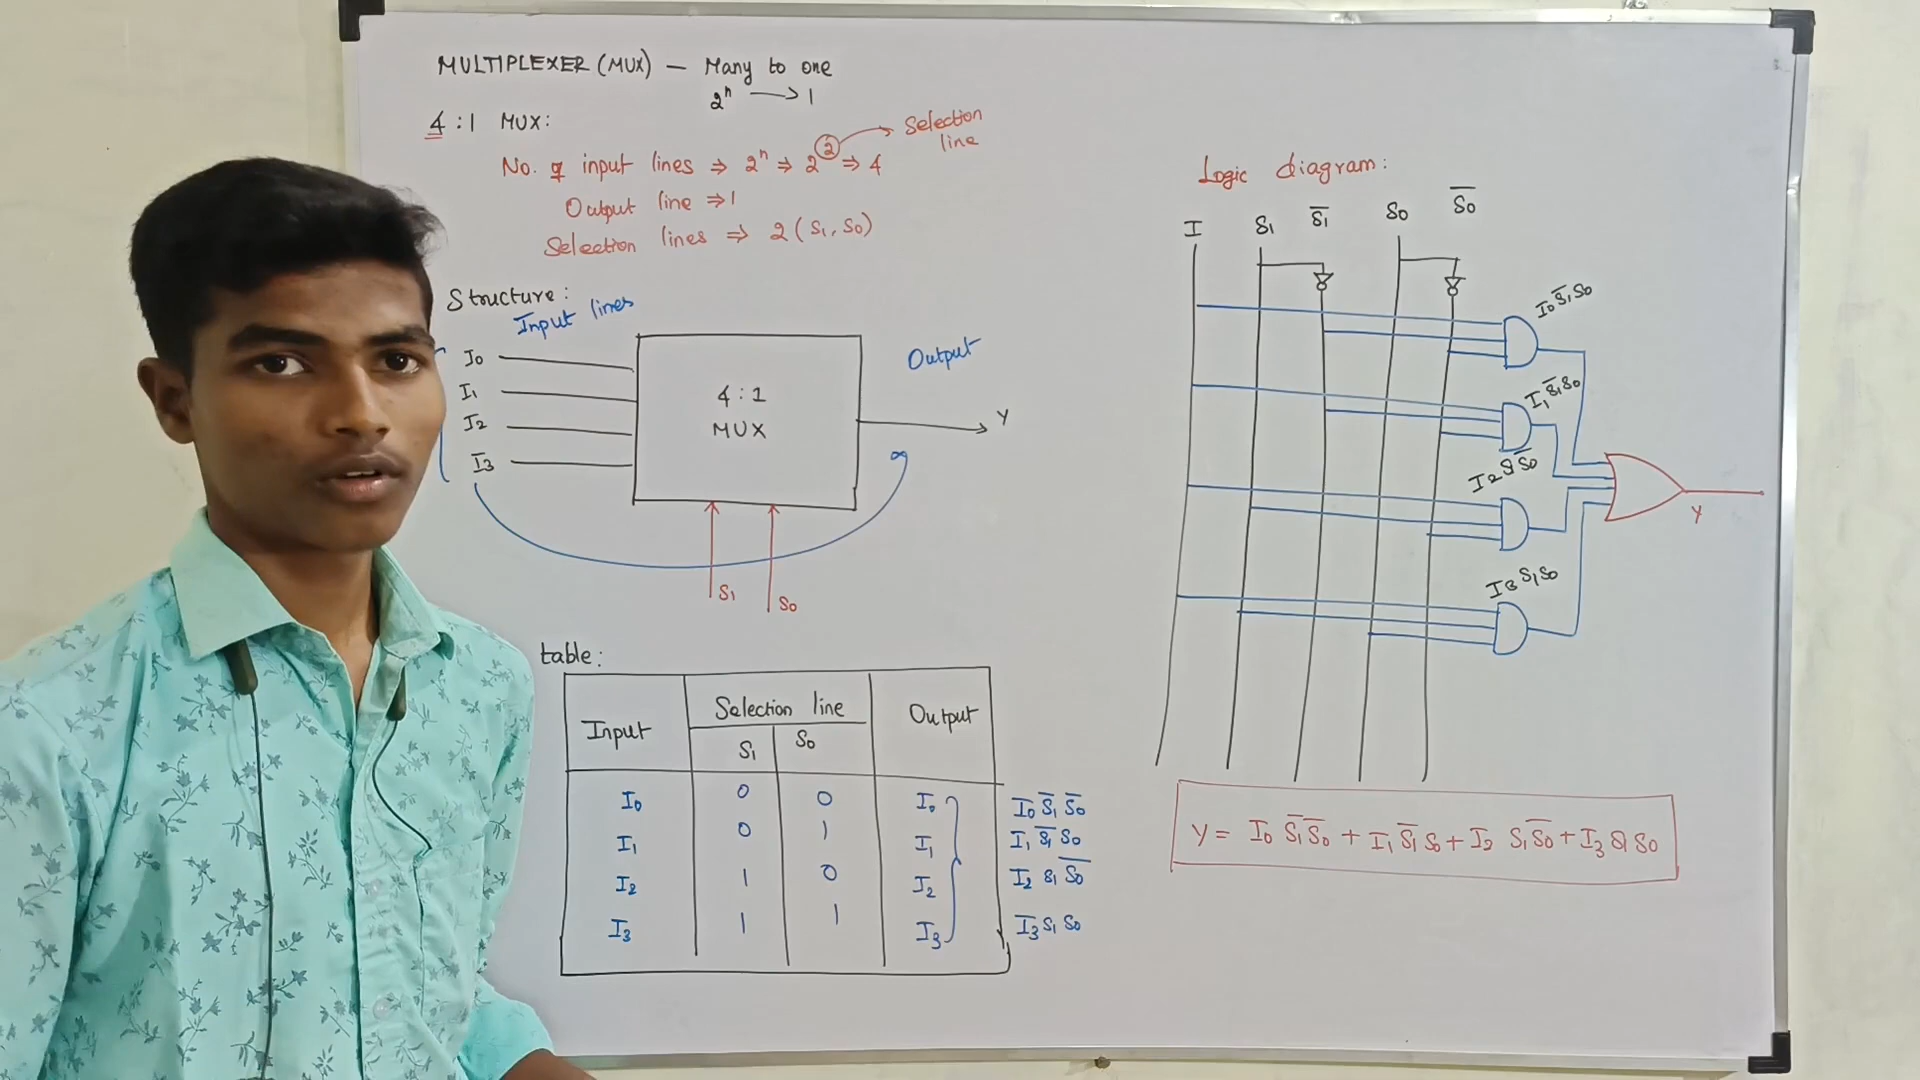 MULTIPLEXER (MUX) — Many to one
2ⁿ ⟶ 1
4 : 1 MUX:
No. of input lines ⇒ 2ⁿ ⇒ 2² ⇒ 4
Selection line
Output line ⇒ 1
Selection lines ⇒ 2 (S1, S0)
Structure:
Input lines
I0
I1
I2
I3
4 : 1
MUX
Output
Y
S1
S0
table:
Input Selection line Output
S1 S0
I0 0 0 I0 I0 S̅1 S̅0
I1 0 1 I1 I1 S̅1 S0
I2 1 0 I2 I2 S1 S̅0
I3 1 1 I3 I3 S1 S0
Logic diagram:
I S1 S̅1 S0 S̅0
I0 S̅1 S0
I1 S̅1 S0
I2 S1 S̅0
I3 S1 S0
Y
Y = I0 S̅1 S̅0 + I1 S̅1 S0 + I2 S1 S̅0 + I3 S1 S0